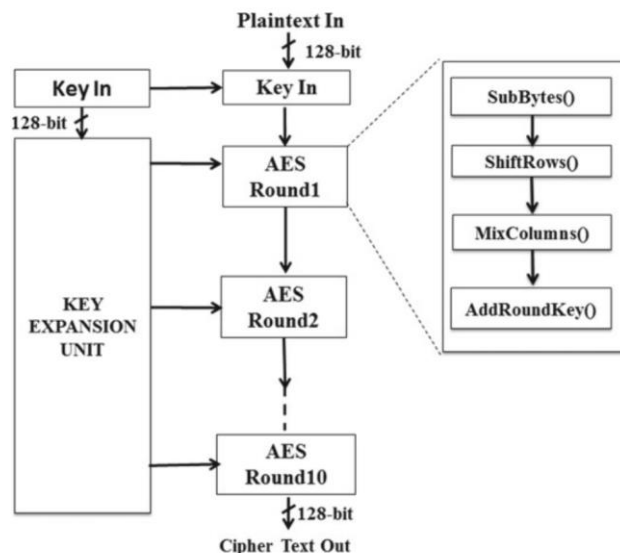 Plaintext In
128-bit
Key In
Key In
128-bit
AES
Round1
AES
Round2
KEY
EXPANSION
UNIT
AES
Round10
128-bit
Cipher Text Out
SubBytes()
ShiftRows()
MixColumns()
AddRoundKey()